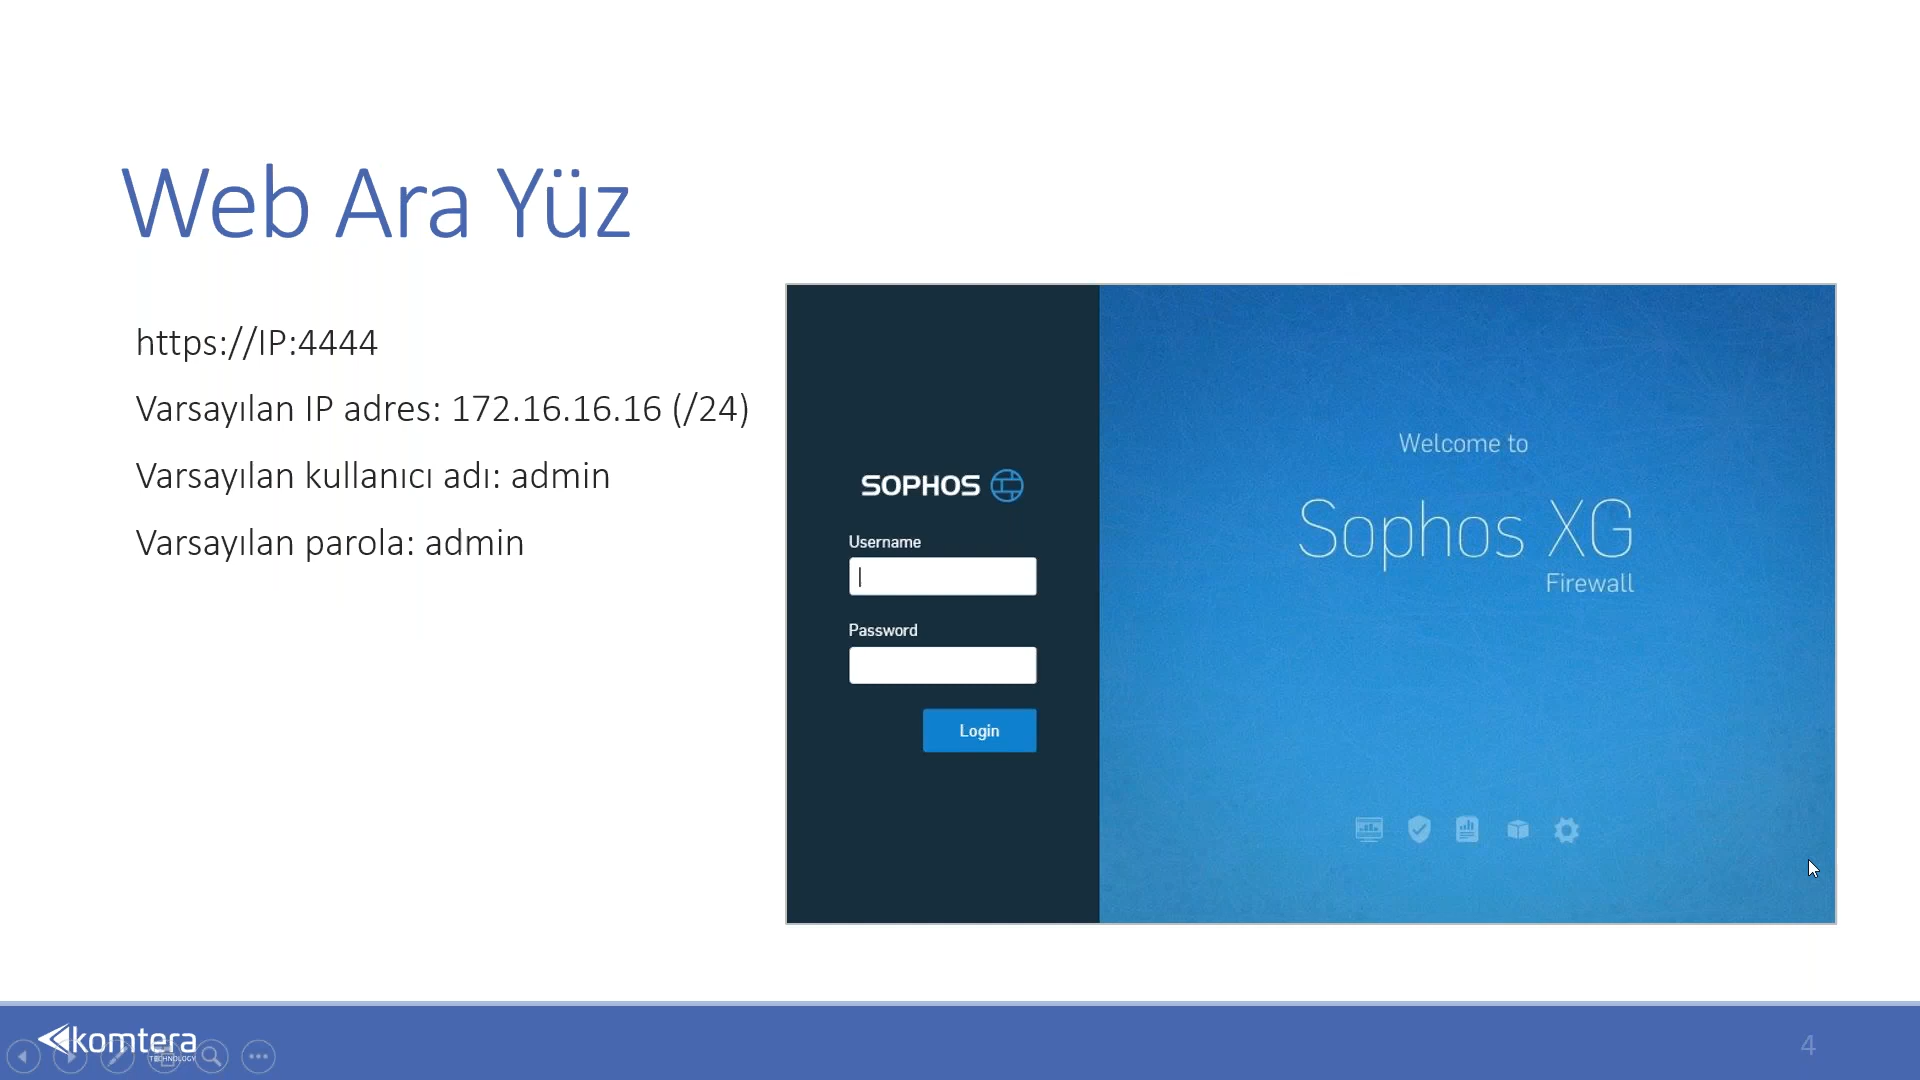 Web Ara Yüz
https://IP:4444
Varsayılan IP adres: 172.16.16.16 (/24)
Varsayılan kullanıcı adı: admin
Varsayılan parola: admin
SOPHOS
Username
Password
Login
Welcome to
Sophos XG
Firewall
komtera
TECHNOLOGY
4